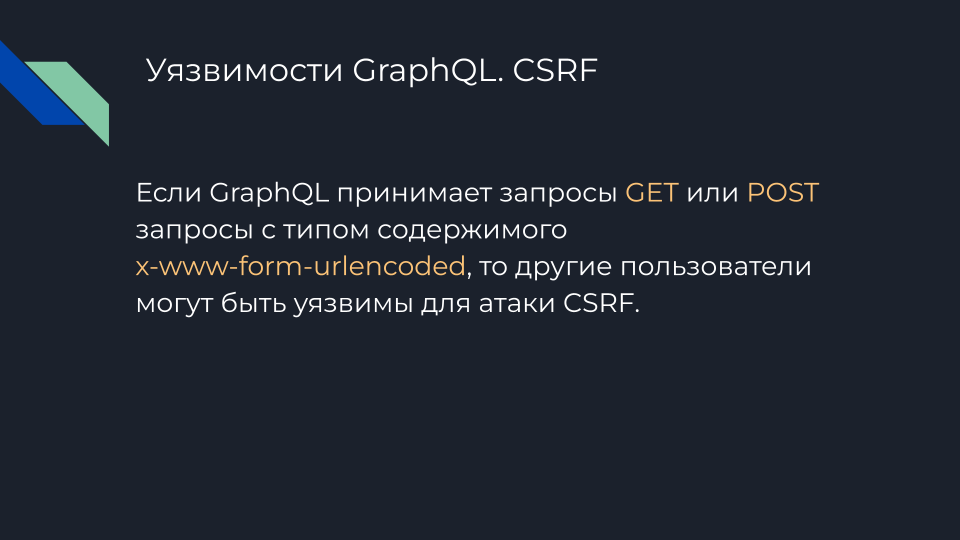 Уязвимости GraphQL. CSRF
Если GraphQL принимает запросы GET или POST
запросы с типом содержимого
x-www-form-urlencoded, то другие пользователи
могут быть уязвимы для атаки CSRF.